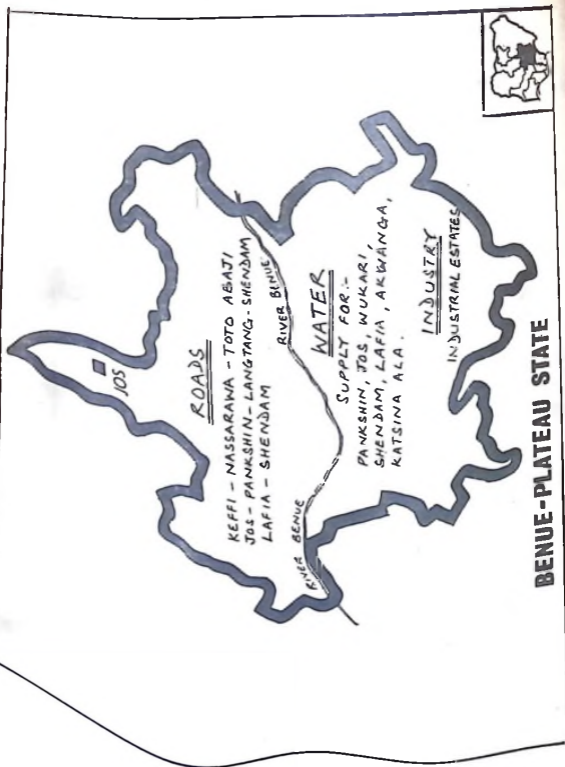 JOS
ROADS
KEFFI - NASSARAWA - TOTO ABAJI
JOS - PANKSHIN - LANGTANG - SHENDAM
LAFIA - SHENDAM
RIVER BENUE
RIVER BENUE
WATER
SUPPLY FOR:-
PANKSHIN, JOS, WUKARI,
SHENDAM, LAFIA, AKWANGA,
KATSINA ALA.
INDUSTRY
INDUSTRIAL ESTATES
BENUE-PLATEAU STATE